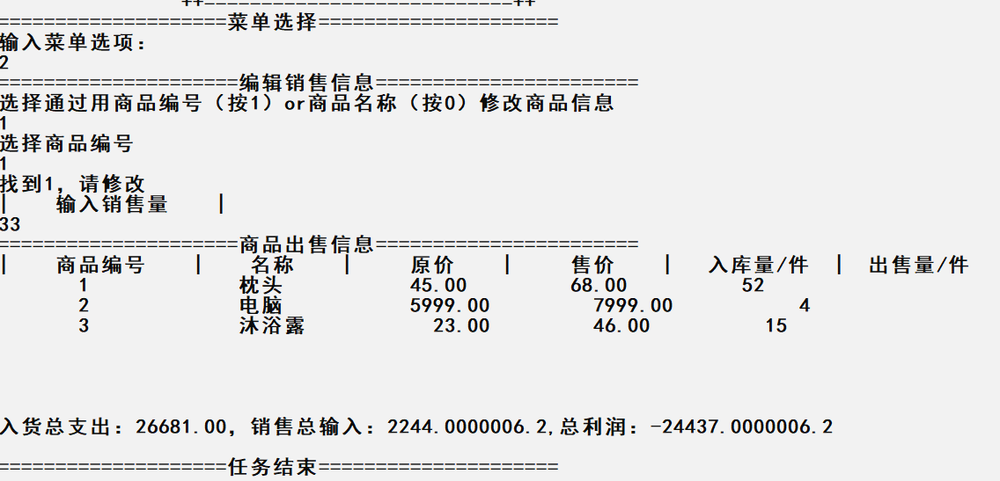 ++===========================++
====================菜单选择=====================
输入菜单选项：
2
=====================编辑销售信息=======================
选择通过用商品编号（按1）or商品名称（按0）修改商品信息
1
选择商品编号
1
找到1，请修改
|    输入销售量    |
33
=====================商品出售信息=======================
|    商品编号    |    名称    |    原价    |    售价    |    入库量/件  |  出售量/件
1    枕头    45.00    68.00    52
2    电脑    5999.00    7999.00    4
3    沐浴露    23.00    46.00    15
入货总支出：26681.00，销售总输入：2244.0000006.2,总利润：-24437.0000006.2
====================任务结束=====================